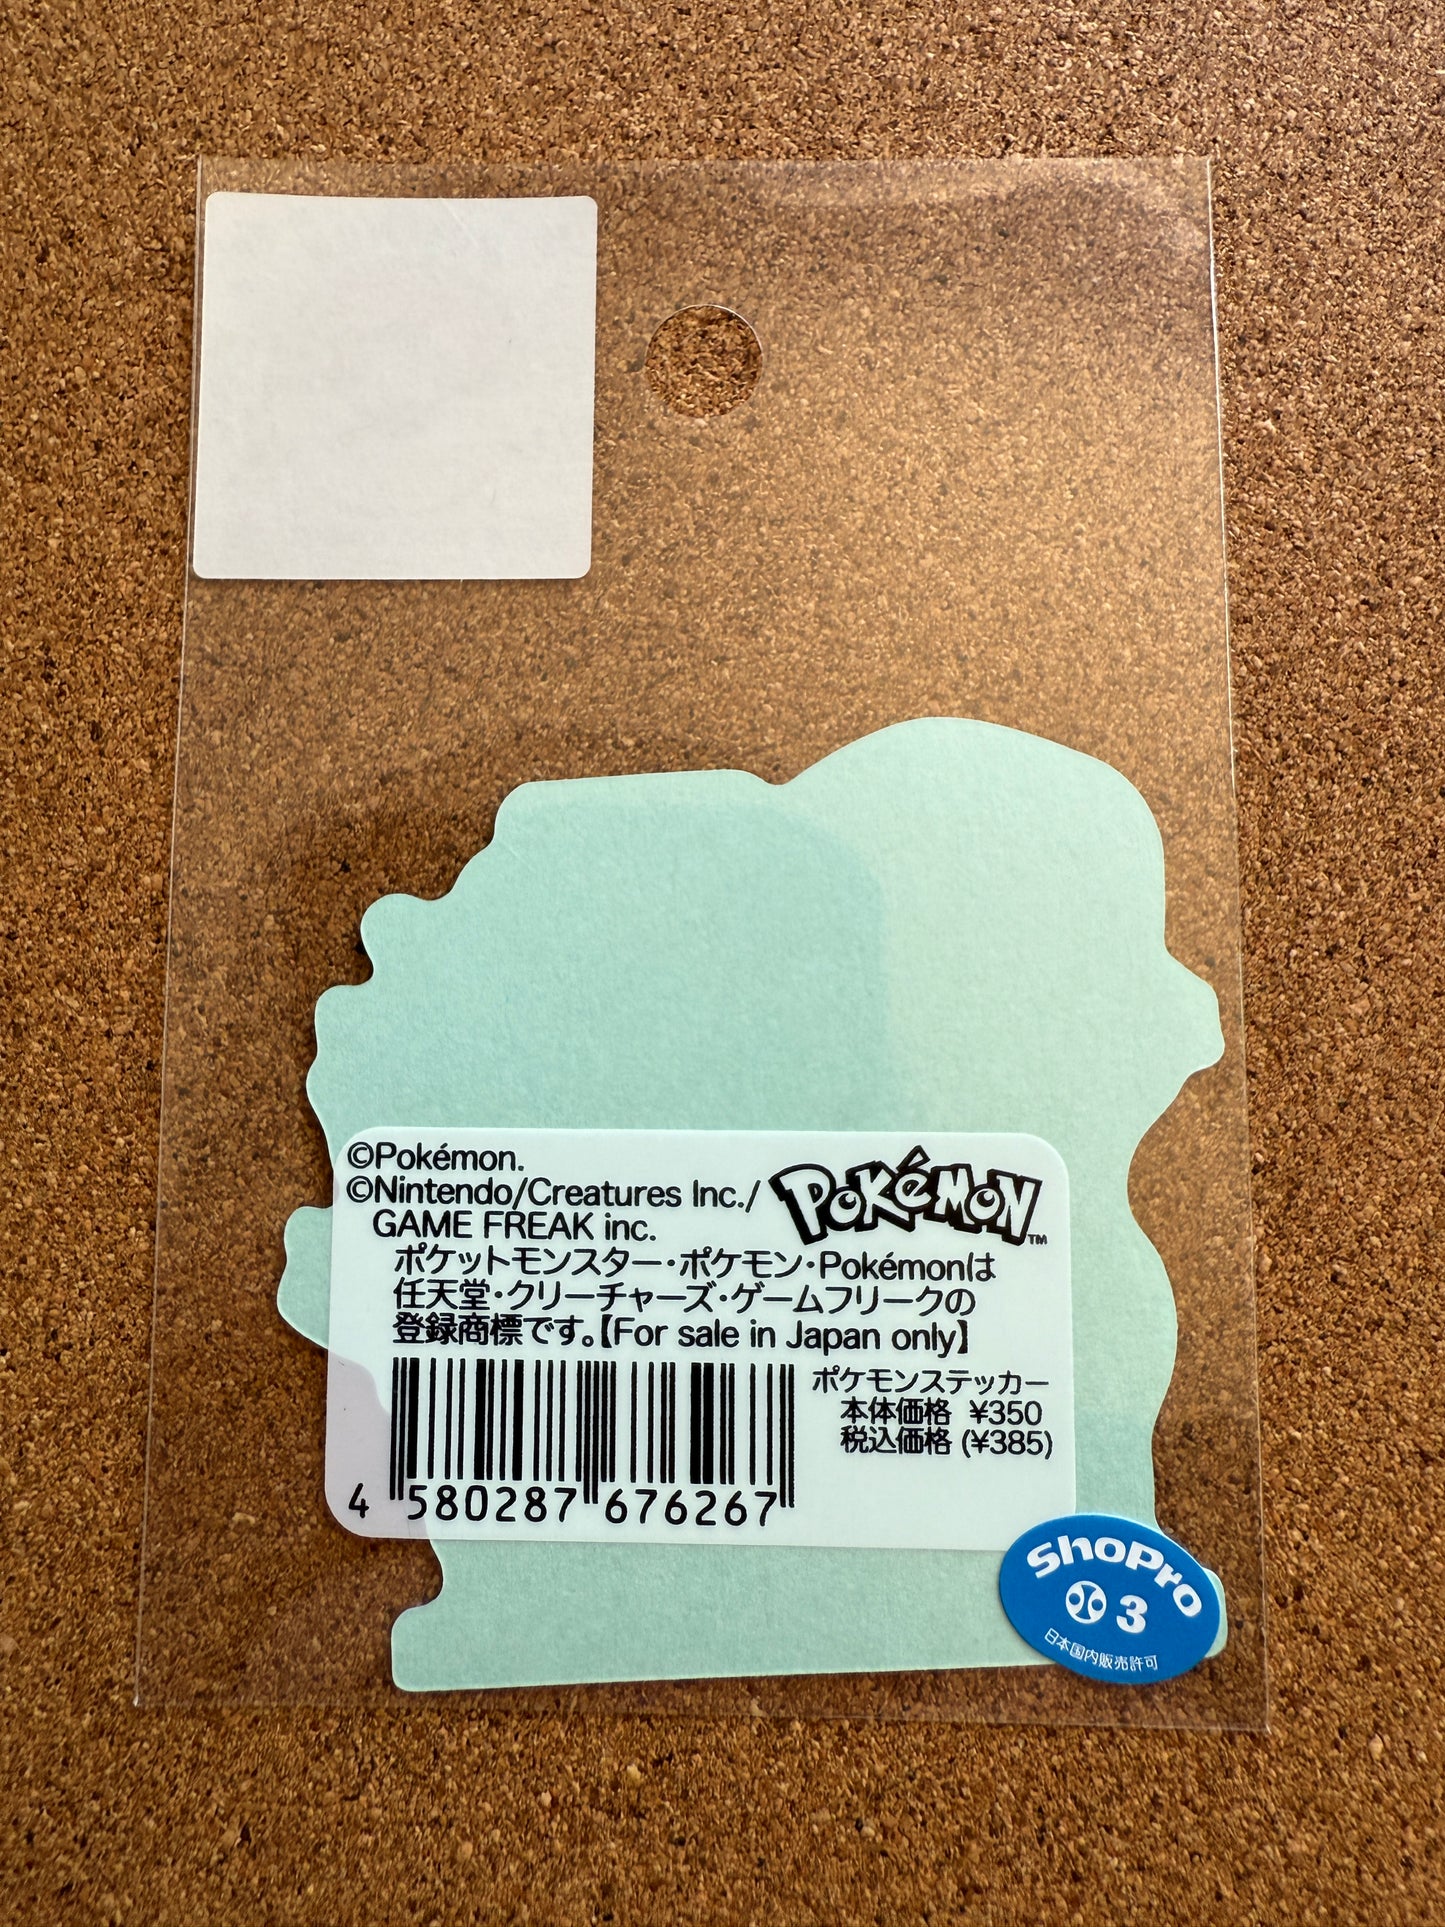 ©Pokémon.
©Nintendo/Creatures Inc./
GAME FREAK inc.
POKéMON™
ポケットモンスター・ポケモン・Pokémonは
任天堂・クリーチャーズ・ゲームフリークの
登録商標です。【For sale in Japan only】
ポケモンステッカー
本体価格 ¥350
税込価格 (¥385)
4 580287 676267
ShoPro
3
日本国内販売許可